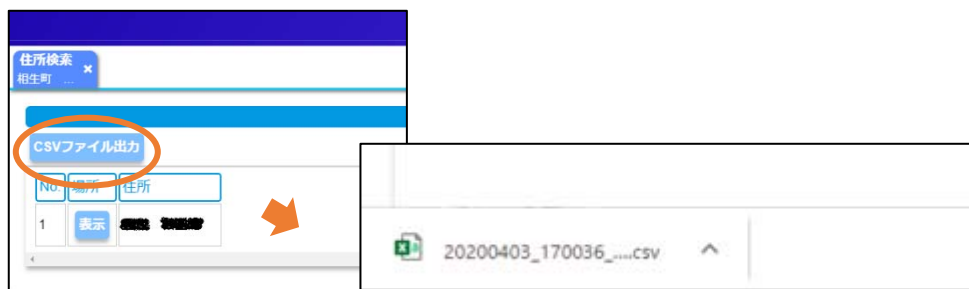 住所検索 ×
相生町 ...
CSVファイル出力
No. 場所 住所
1 表示
20200403_170036_....csv